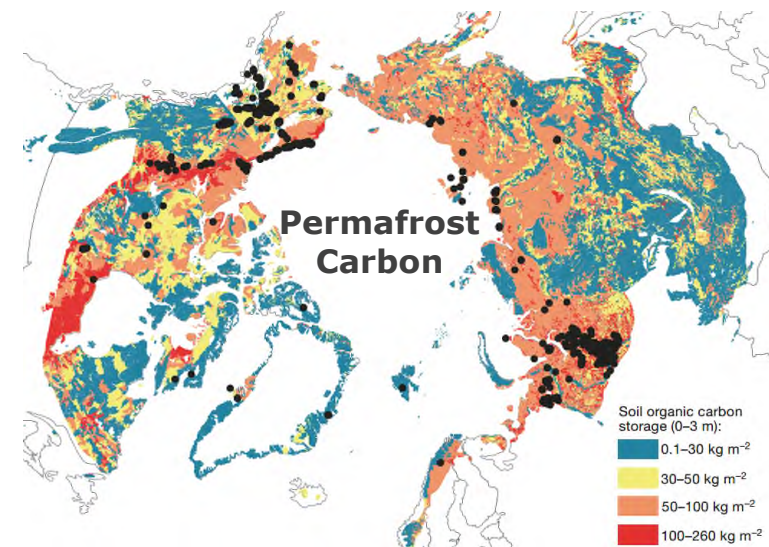 Permafrost
Carbon
Soil organic carbon
storage (0–3 m):
0.1–30 kg m⁻²
30–50 kg m⁻²
50–100 kg m⁻²
100–260 kg m⁻²